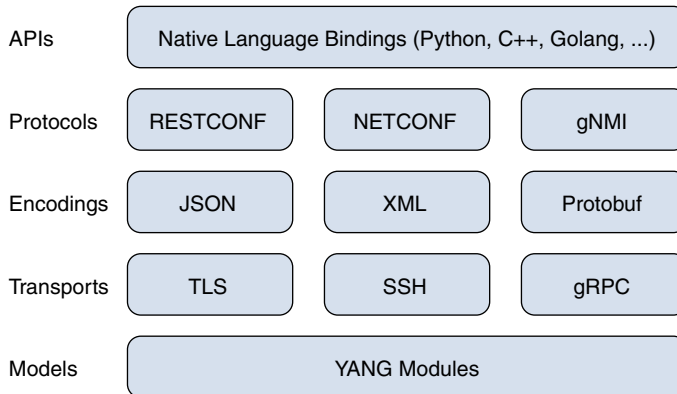 APIs Native Language Bindings (Python, C++, Golang, ...)
Protocols RESTCONF NETCONF gNMI
Encodings JSON XML Protobuf
Transports TLS SSH gRPC
Models YANG Modules